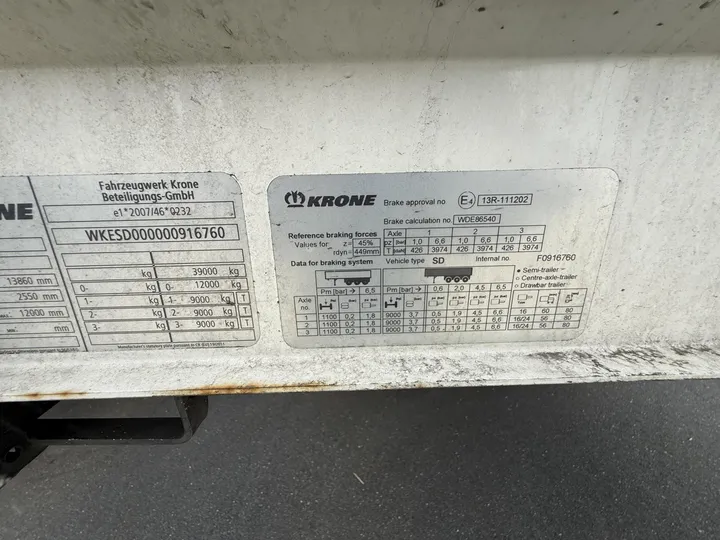 NE
13860 mm
2550 mm
12000 mm
mm
Fahrzeugwerk Krone
Beteiligungs-GmbH
e1*2007/46*0232
WKESD000000916760
kg 39000 kg
0- kg 0- 12000 kg
1- kg 1- 9000 kg T
2- kg 2- 9000 kg T
3- kg 3- 9000 kg T
KRONE
Brake approval no E4 13R-111202
Brake calculation no. WDE86540
Reference braking forces
Values for z= 45%
rdyn= 449mm
Axle 1 2 3
pz [bar] 1,0 6,6 1,0 6,6 1,0 6,6
T 426 3974 426 3974 426 3974
Data for braking system
Vehicle type SD Internal no. F0916760
Semi-trailer
Centre-axle-trailer
Drawbar trailer
Pm [bar] → 6,5 Pm [bar] → 0,6 2,0 4,5 6,5
Axle
no
1 1100 0,2 1,8 9000 3,7 0,5 1,9 4,5 6,6 16 60 80
2 1100 0,2 1,8 9000 3,7 0,5 1,9 4,5 6,6 16/24 56 80
3 1100 0,2 1,8 9000 3,7 0,5 1,9 4,5 6,6 16/24 56 80